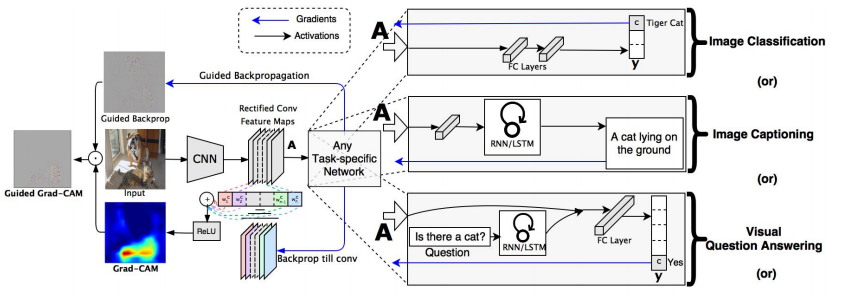 Gradients
Activations
Guided Backpropagation
Guided Backprop
Rectified Conv
Feature Maps
A
CNN
Input
Guided Grad-CAM
Any
Task-specific
Network
ReLU
Grad-CAM
Backprop till conv
A
FC Layers
c
Tiger Cat
y
Image Classification
(or)
A
RNN/LSTM
A cat lying on
the ground
Image Captioning
(or)
A
Is there a cat?
Question
RNN/LSTM
FC Layer
c
Yes
y
Visual
Question Answering
(or)